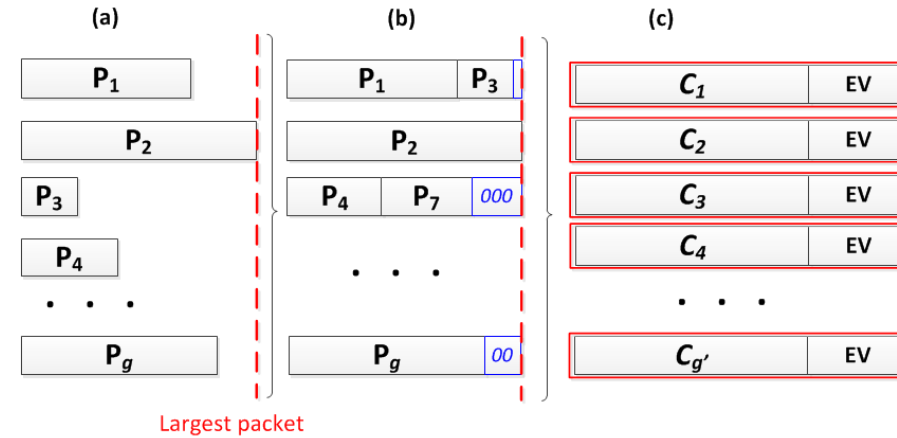 (a) (b) (c)
P1 P1 P3 C1 EV
P2 P2 C2 EV
P3 P4 P7 000 C3 EV
P4 C4 EV
. . . . . . . . .
Pg Pg 00 Cg' EV
Largest packet